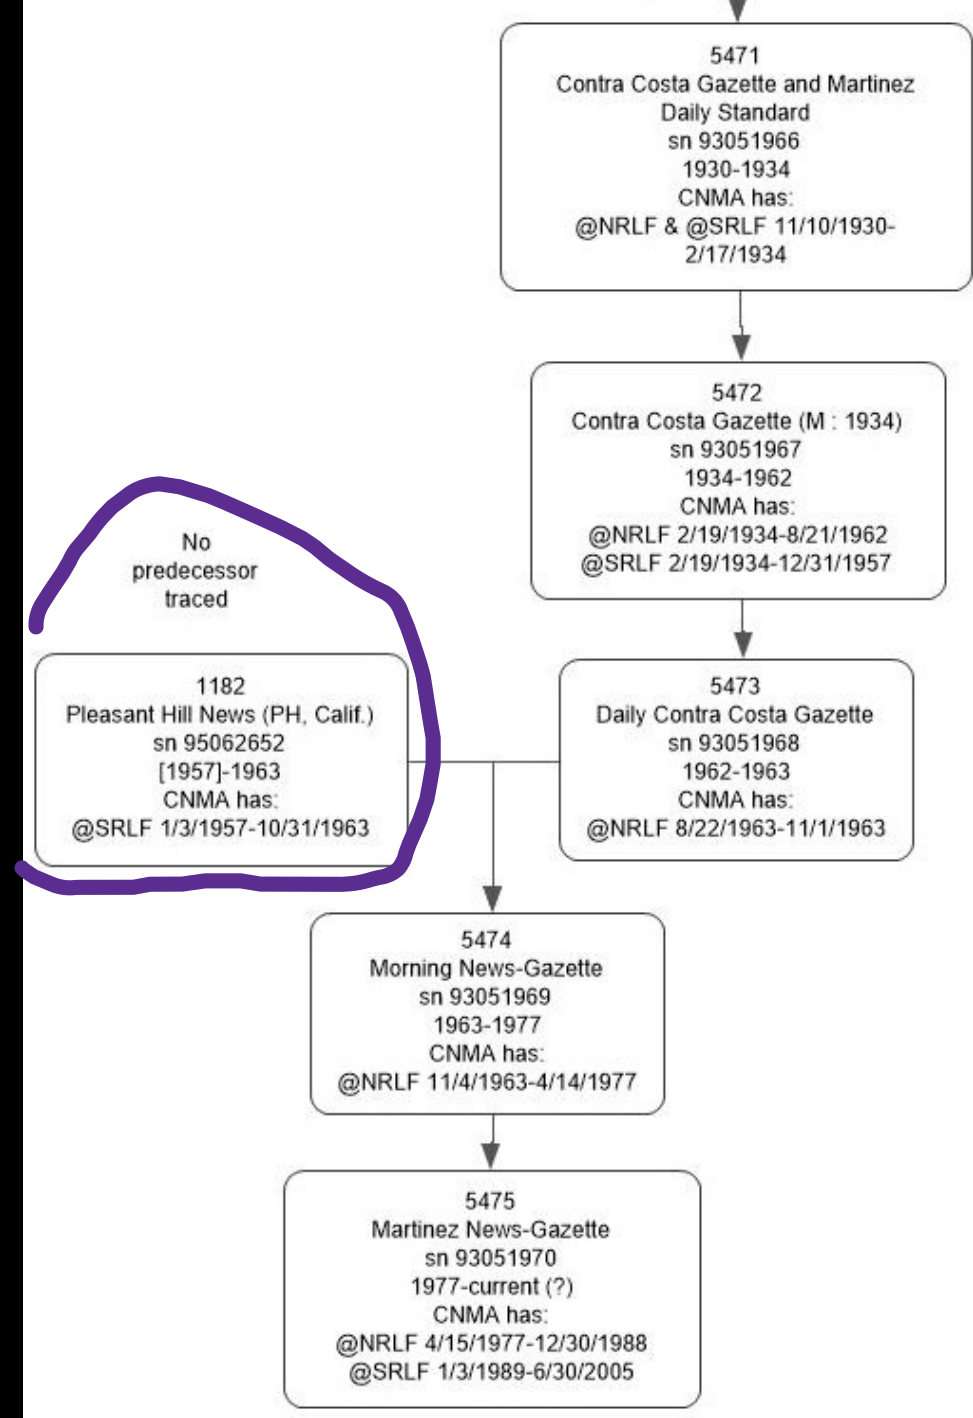 5471
Contra Costa Gazette and Martinez
Daily Standard
sn 93051966
1930-1934
CNMA has:
@NRLF & @SRLF 11/10/1930-
2/17/1934
5472
Contra Costa Gazette (M : 1934)
sn 93051967
1934-1962
CNMA has:
@NRLF 2/19/1934-8/21/1962
@SRLF 2/19/1934-12/31/1957
No
predecessor
traced
1182
Pleasant Hill News (PH, Calif.)
sn 95062652
[1957]-1963
CNMA has:
@SRLF 1/3/1957-10/31/1963
5473
Daily Contra Costa Gazette
sn 93051968
1962-1963
CNMA has:
@NRLF 8/22/1963-11/1/1963
5474
Morning News-Gazette
sn 93051969
1963-1977
CNMA has:
@NRLF 11/4/1963-4/14/1977
5475
Martinez News-Gazette
sn 93051970
1977-current (?)
CNMA has:
@NRLF 4/15/1977-12/30/1988
@SRLF 1/3/1989-6/30/2005